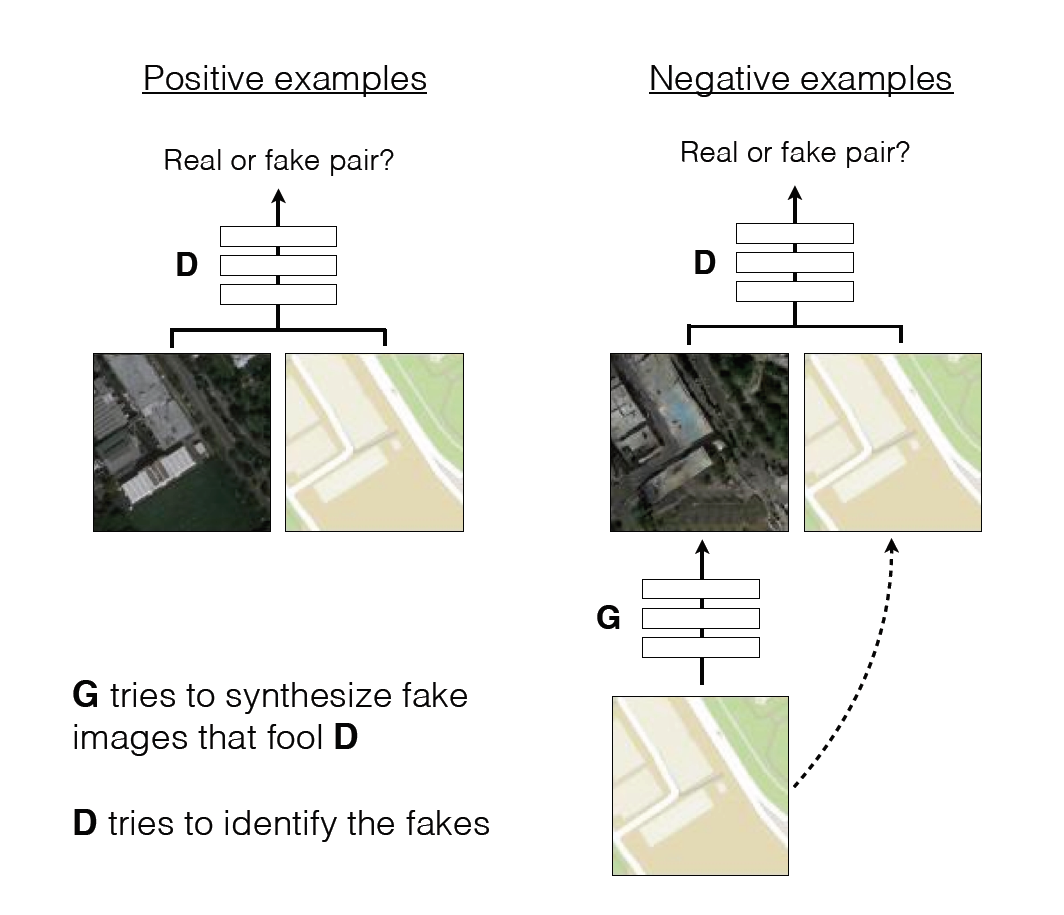 Positive examples
Real or fake pair?
D
Negative examples
Real or fake pair?
D
G
G tries to synthesize fake
images that fool D
D tries to identify the fakes